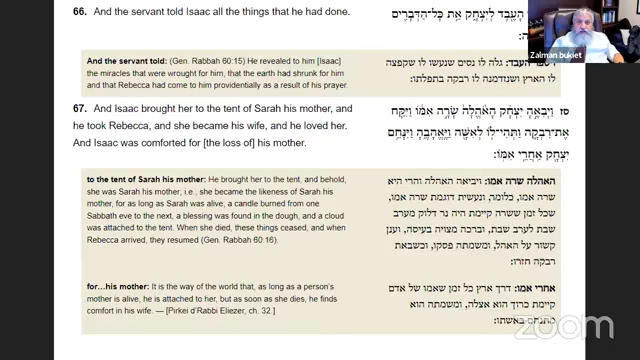 66. And the servant told Isaac all the things that he had done.
הָעֶבֶד לְיִצְחָק אֵת כָּל־הַדְּבָרִים
And the servant told: (Gen. Rabbah 60:15) He revealed to him [Isaac]
the miracles that were wrought for him, that the earth had shrunk for him
and that Rebecca had come to him providentially as a result of his prayer.
העבד: גלה לו נסים שנעשו לו שקפצה
לו הארץ ושנזדמנה לו רבקה בתפלתו:
67. And Isaac brought her to the tent of Sarah his mother, and
he took Rebecca, and she became his wife, and he loved her.
And Isaac was comforted for [the loss of] his mother.
סז וַיְבִאֶהָ יִצְחָק הָאֹהֱלָה שָׂרָה אִמּוֹ וַיִּקַּח
אֶת־רִבְקָה וַתְּהִי־לוֹ לְאִשָּׁה וַיֶּאֱהָבֶהָ וַיִּנָּחֵם
יִצְחָק אַחֲרֵי אִמּוֹ:
to the tent of Sarah his mother: He brought her to the tent, and behold,
she was Sarah his mother; i.e., she became the likeness of Sarah his
mother, for as long as Sarah was alive, a candle burned from one
Sabbath eve to the next, a blessing was found in the dough, and a cloud
was attached to the tent. When she died, these things ceased, and when
Rebecca arrived, they resumed (Gen. Rabbah 60:16).
האהלה שרה אמו: ויביאה האהלה והרי היא
שרה אמו, כלומר, ונעשית דוגמת שרה אמו,
שכל זמן ששרה קיימת היה נר דלוק מערב
שבת לערב שבת, וברכה מצויה בעיסה, וענן
קשור על האהל, ומשמתה פסקו, וכשבאת
רבקה חזרו:
for…his mother: It is the way of the world that, as long as a person's
mother is alive, he is attached to her, but as soon as she dies, he finds
comfort in his wife. — [Pirkei d'Rabbi Eliezer, ch. 32.]
אחרי אמו: דרך ארץ כל זמן שאמו של אדם
קיימת כרוך הוא אצלה, ומשמתה הוא
מתנחם באשתו:
Zalman bukiet
zoom